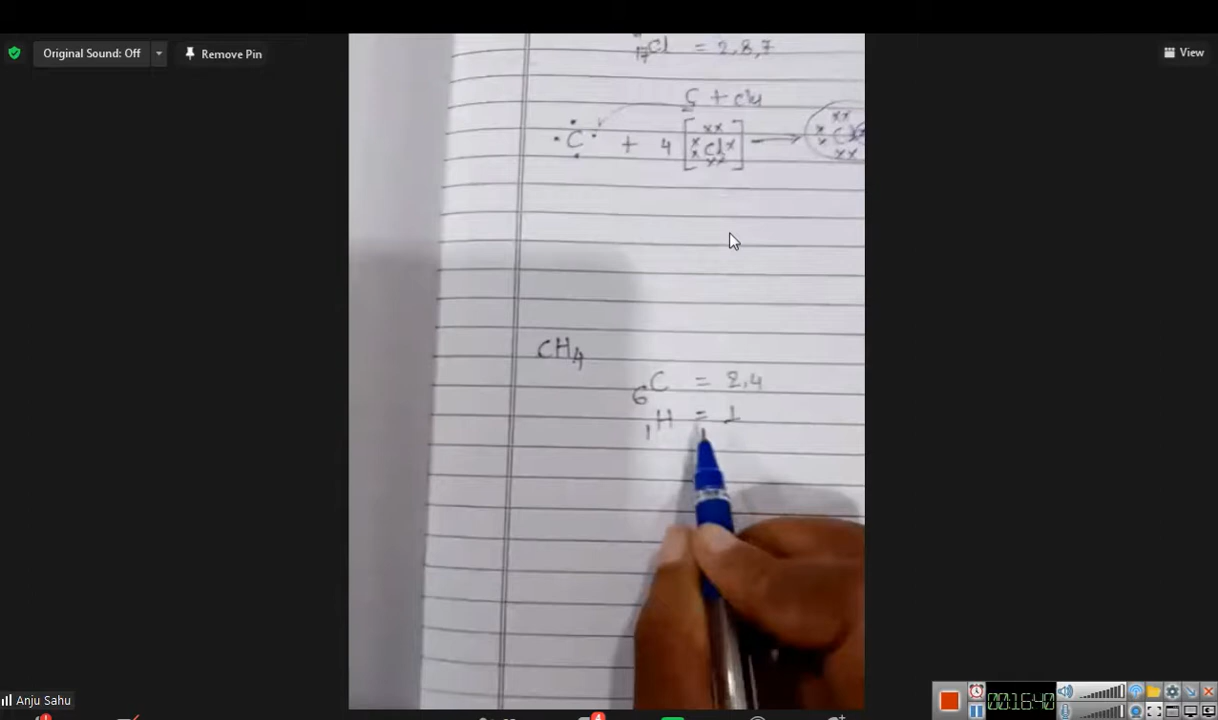 Original Sound: Off
Remove Pin
View
17Cl = 2,8,7
C + 4 [Cl] →
CH4
6C = 2,4
1H = 1
Anju Sahu
4
00:16:40